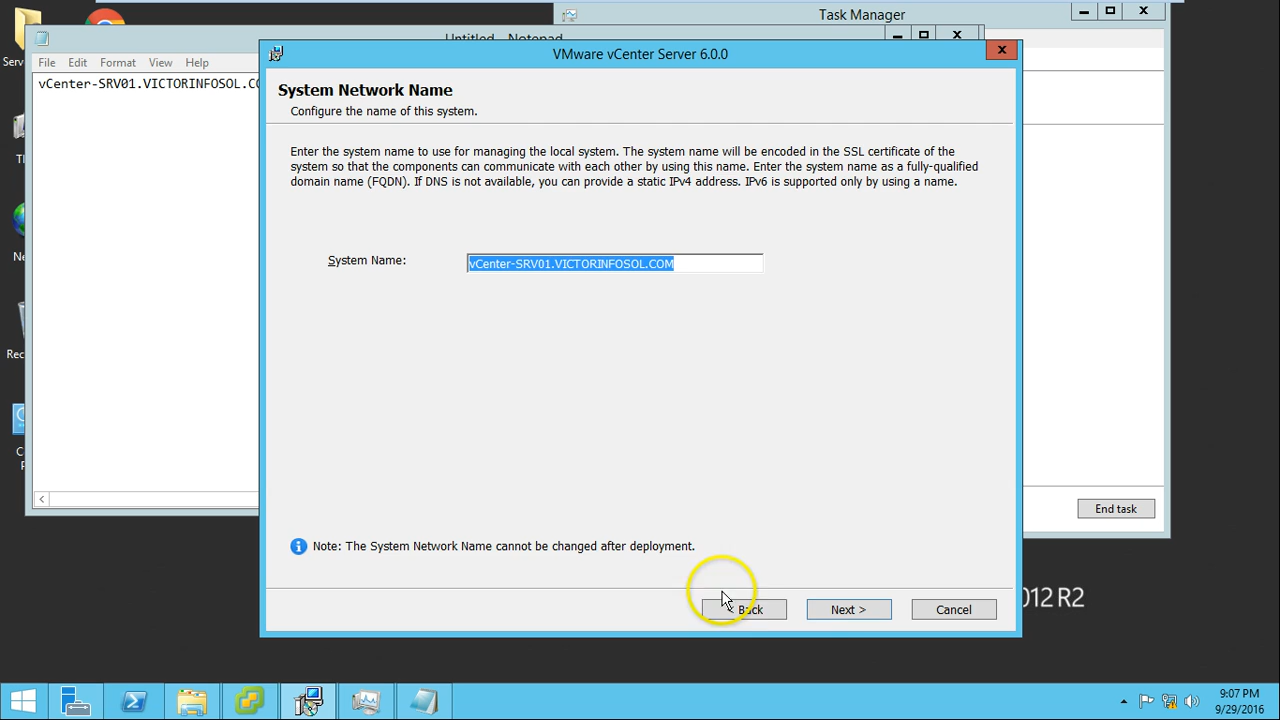 Task Manager
Untitled - Notepad
File Edit Format View Help
vCenter-SRV01.VICTORINFOSOL.CO
VMware vCenter Server 6.0.0
System Network Name
Configure the name of this system.
Enter the system name to use for managing the local system. The system name will be encoded in the SSL certificate of the
system so that the components can communicate with each other by using this name. Enter the system name as a fully-qualified
domain name (FQDN). If DNS is not available, you can provide a static IPv4 address. IPv6 is supported only by using a name.
System Name:
vCenter-SRV01.VICTORINFOSOL.COM
End task
Note: The System Network Name cannot be changed after deployment.
< Back
Next >
Cancel
012 R2
9:07 PM
9/29/2016